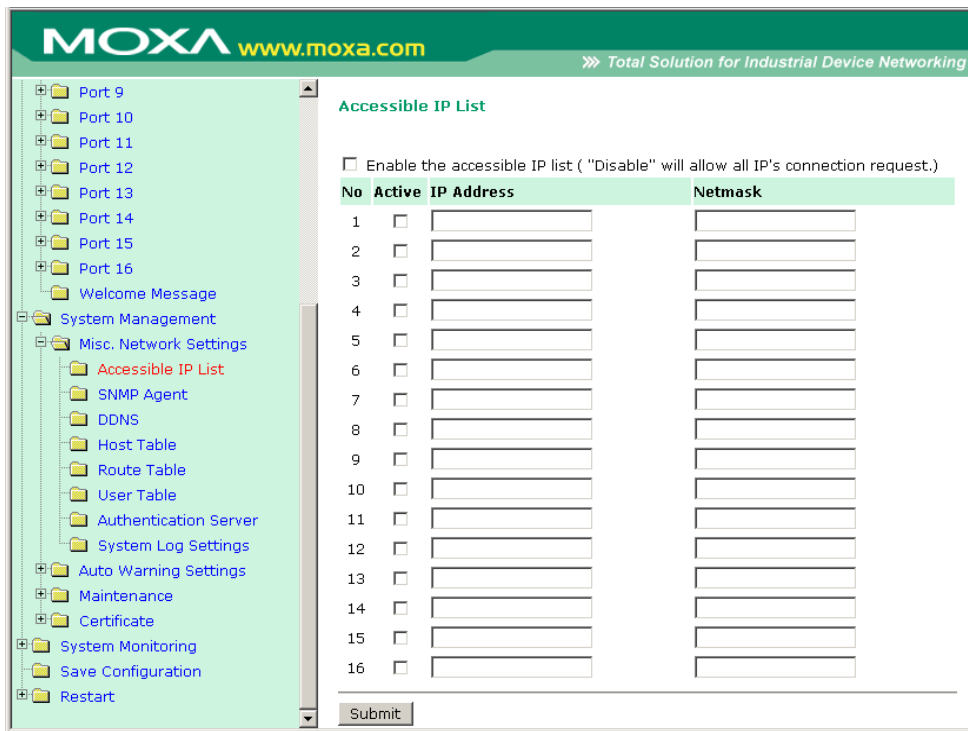 MOXA www.moxa.com
Total Solution for Industrial Device Networking
Port 9
Port 10
Port 11
Port 12
Port 13
Port 14
Port 15
Port 16
Welcome Message
System Management
Misc. Network Settings
Accessible IP List
SNMP Agent
DDNS
Host Table
Route Table
User Table
Authentication Server
System Log Settings
Auto Warning Settings
Maintenance
Certificate
System Monitoring
Save Configuration
Restart
Accessible IP List
Enable the accessible IP list ( "Disable" will allow all IP's connection request.)
No Active IP Address Netmask
1
2
3
4
5
6
7
8
9
10
11
12
13
14
15
16
Submit